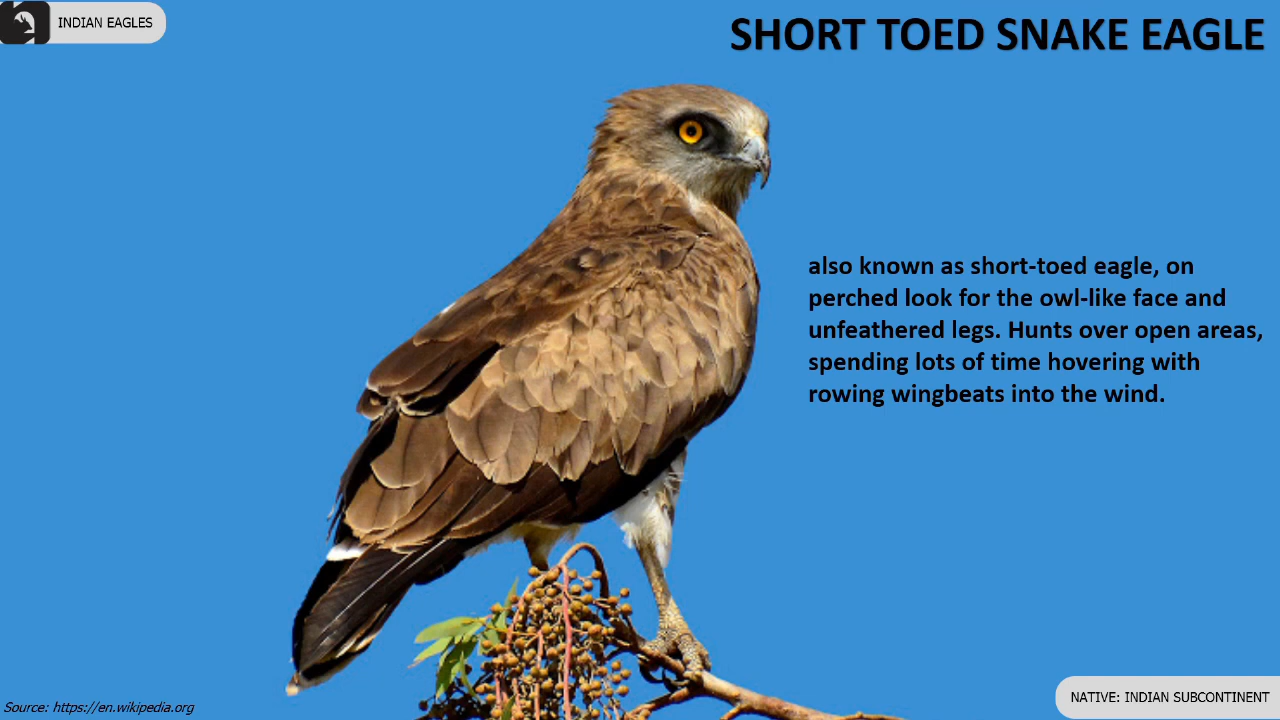 INDIAN EAGLES
SHORT TOED SNAKE EAGLE
also known as short-toed eagle, on
perched look for the owl-like face and
unfeathered legs. Hunts over open areas,
spending lots of time hovering with
rowing wingbeats into the wind.
Source: https://en.wikipedia.org
NATIVE: INDIAN SUBCONTINENT